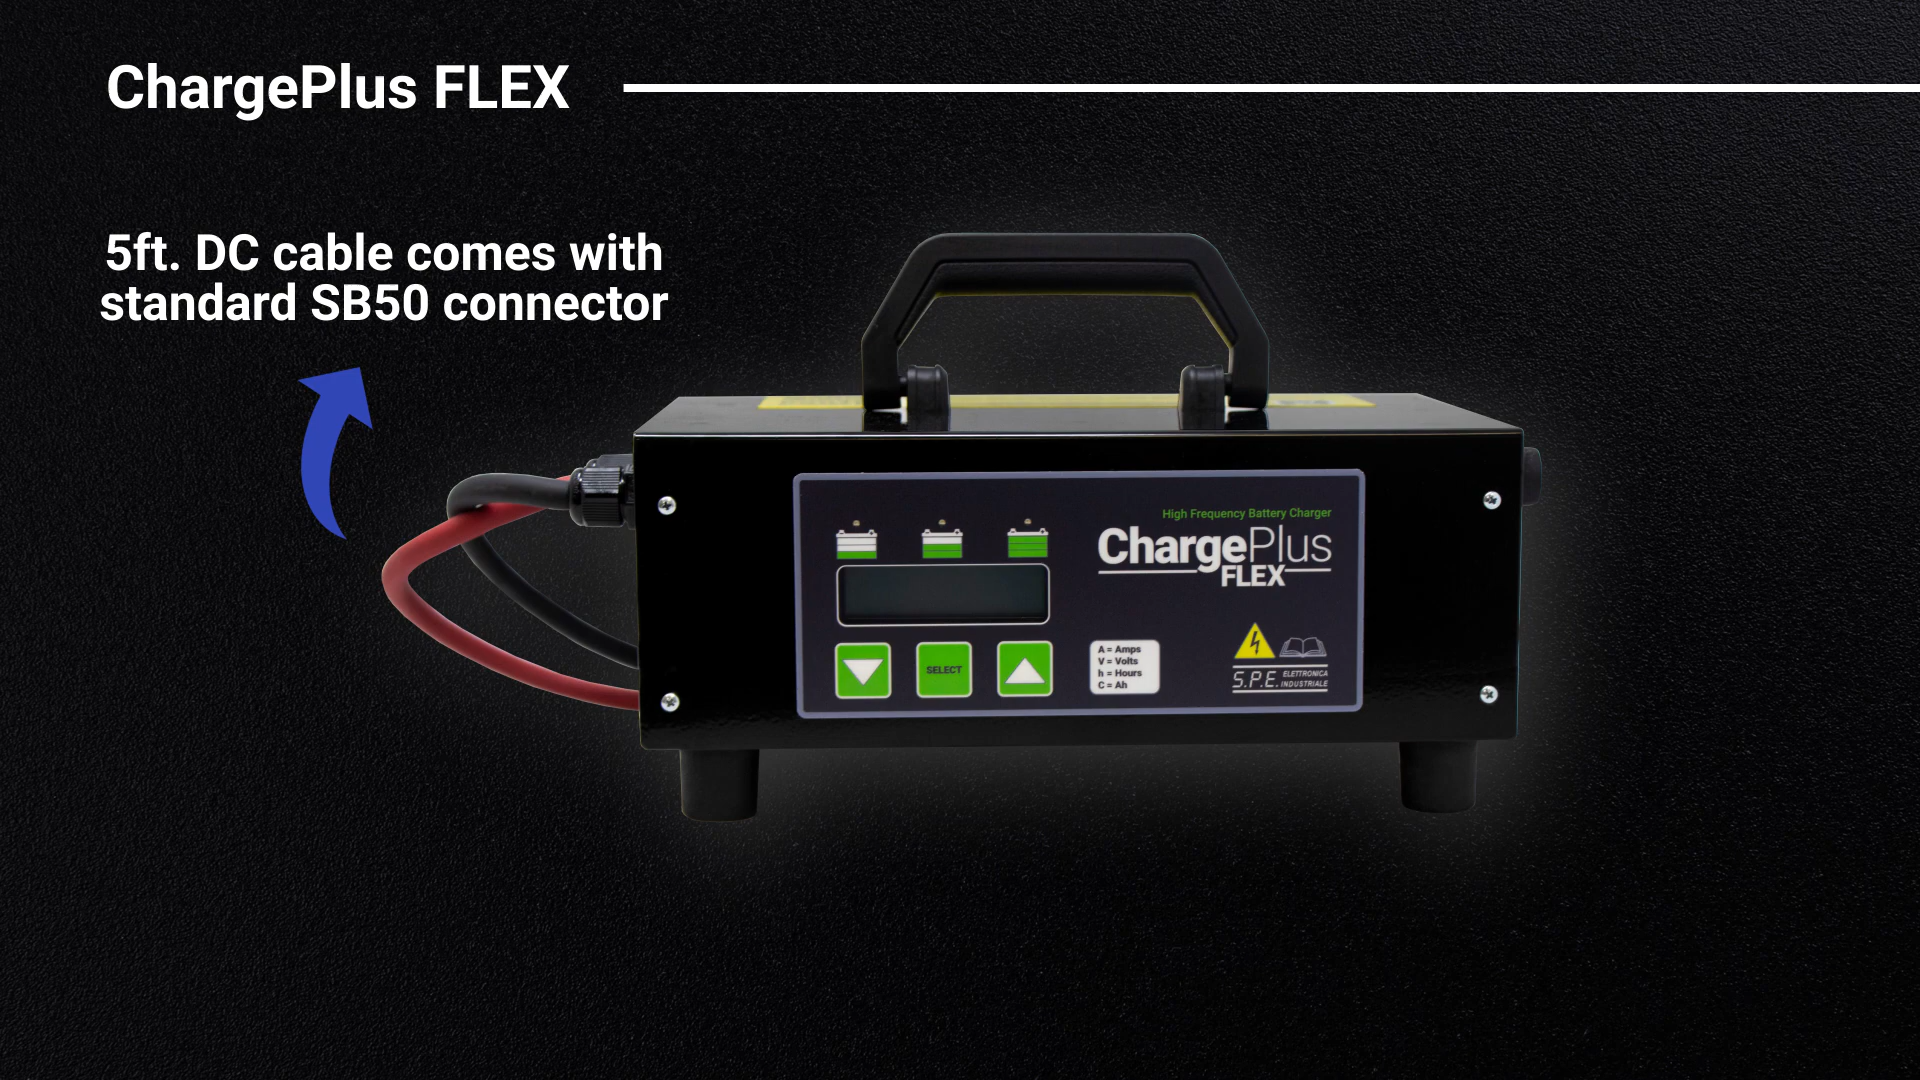 ChargePlus FLEX
5ft. DC cable comes with
standard SB50 connector
High Frequency Battery Charger
ChargePlus
FLEX
SELECT
A = Amps
V = Volts
h = Hours
C = Ah
S.P.E. ELETTRONICA
INDUSTRIALE